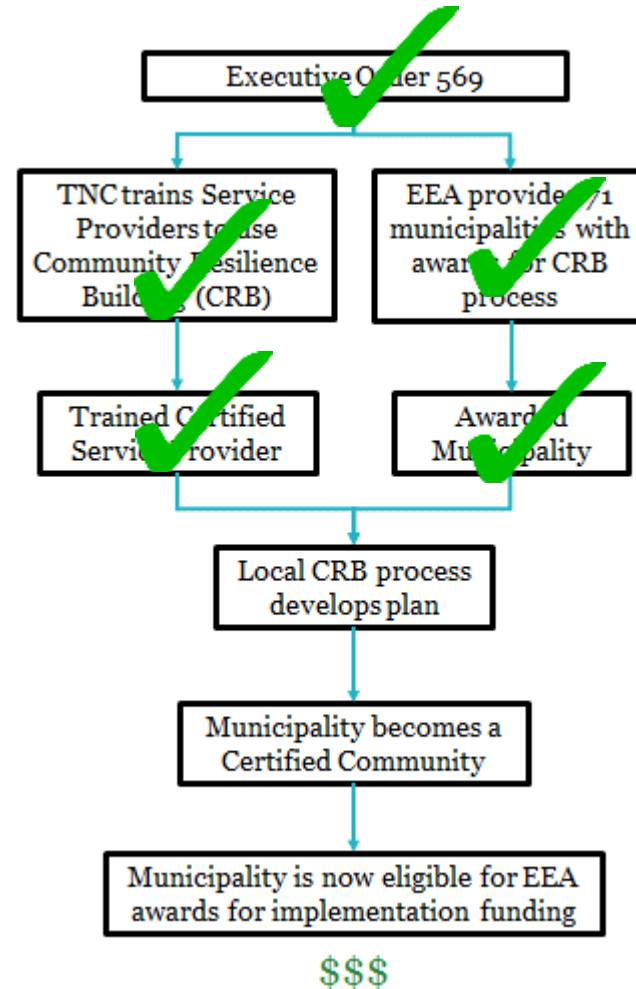 Executive Order 569
TNC trains Service
Providers to use
Community Resilience
Building (CRB)
EEA provides 71
municipalities with
awards for CRB
process
Trained Certified
Service Provider
Awarded
Municipality
Local CRB process
develops plan
Municipality becomes a
Certified Community
Municipality is now eligible for EEA
awards for implementation funding
$$$